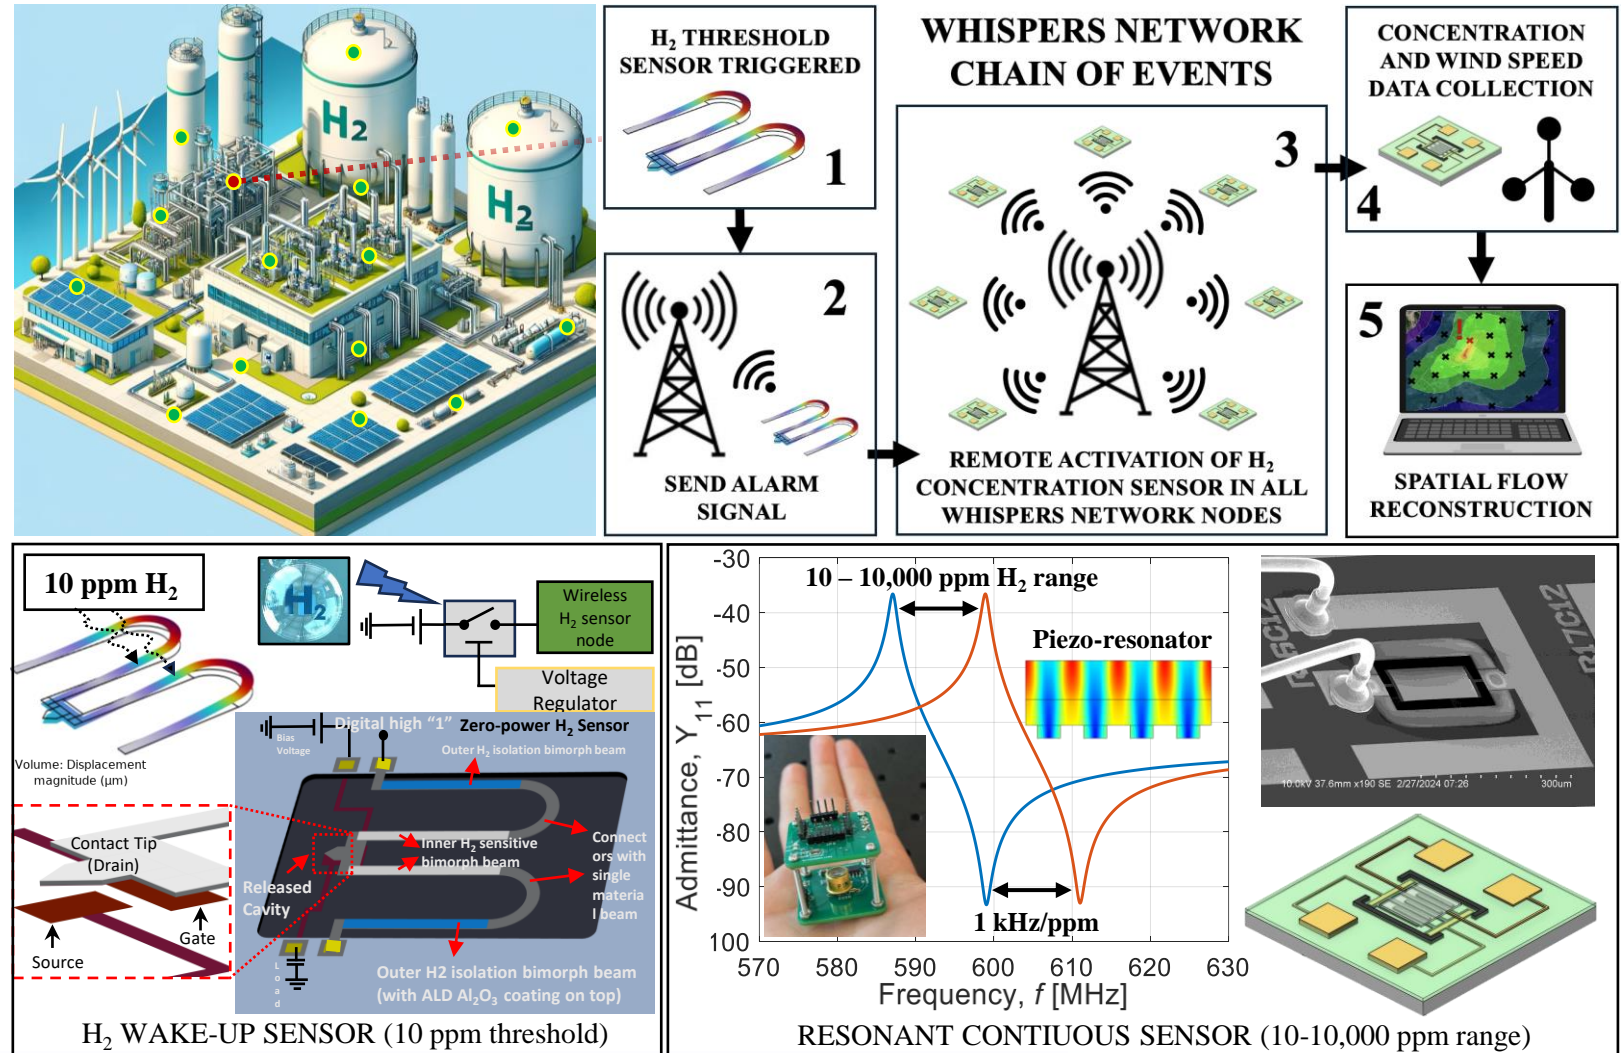 H₂
H₂
H₂ THRESHOLD
SENSOR TRIGGERED
1
2
SEND ALARM
SIGNAL
WHISPERS NETWORK
CHAIN OF EVENTS
3
REMOTE ACTIVATION OF H₂
CONCENTRATION SENSOR IN ALL
WHISPERS NETWORK NODES
CONCENTRATION
AND WIND SPEED
DATA COLLECTION
4
5
SPATIAL FLOW
RECONSTRUCTION
10 ppm H₂
H₂
Wireless
H₂ sensor
node
Voltage
Regulator
Volume: Displacement
magnitude (μm)
Digital high “1”
Zero-power H₂ Sensor
Bias
Voltage
Outer H₂ isolation bimorph beam
Inner H₂ sensitive
bimorph beam
Connect
ors with
single
materia
l beam
Released
Cavity
Contact Tip
(Drain)
Gate
Source
L
o
a
d
Outer H2 isolation bimorph beam
(with ALD Al₂O₃ coating on top)
H₂ WAKE-UP SENSOR (10 ppm threshold)
-30
-40
-50
-60
-70
-80
-90
100
Admittance, Y₁₁ [dB]
10 – 10,000 ppm H₂ range
Piezo-resonator
1 kHz/ppm
570
580
590
600
610
620
630
Frequency, f [MHz]
R17C12
10.0kV 37.6mm x190 SE 2/27/2024 07:26
300um
RESONANT CONTIUOUS SENSOR (10-10,000 ppm range)